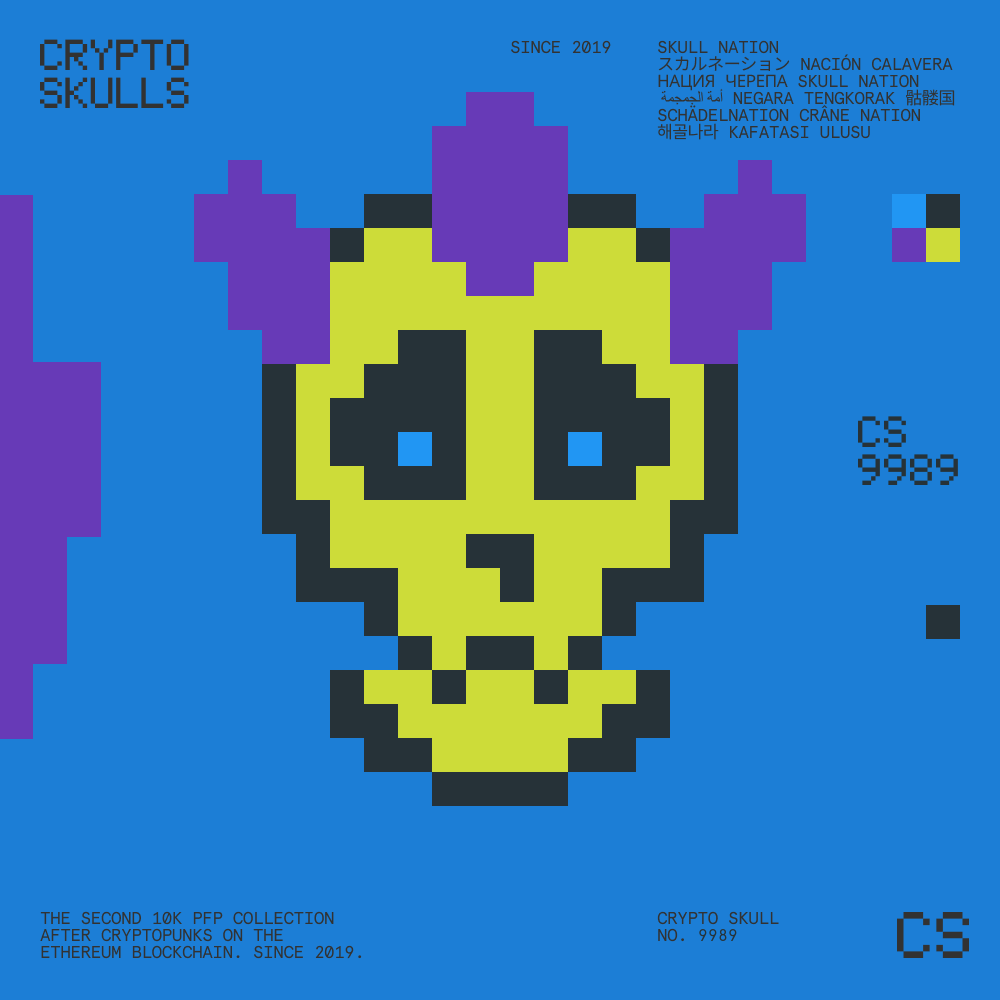 CRYPTO
SKULLS
SINCE 2019
SKULL NATION
スカルネーション NACIÓN CALAVERA
НАЦИЯ ЧЕРЕПА SKULL NATION
أمة الجمجمة NEGARA TENGKORAK 骷髅国
SCHÄDELNATION CRÂNE NATION
해골나라 KAFATASI ULUSU
CS
9989
THE SECOND 10K PFP COLLECTION
AFTER CRYPTOPUNKS ON THE
ETHEREUM BLOCKCHAIN. SINCE 2019.
CRYPTO SKULL
NO. 9989
CS